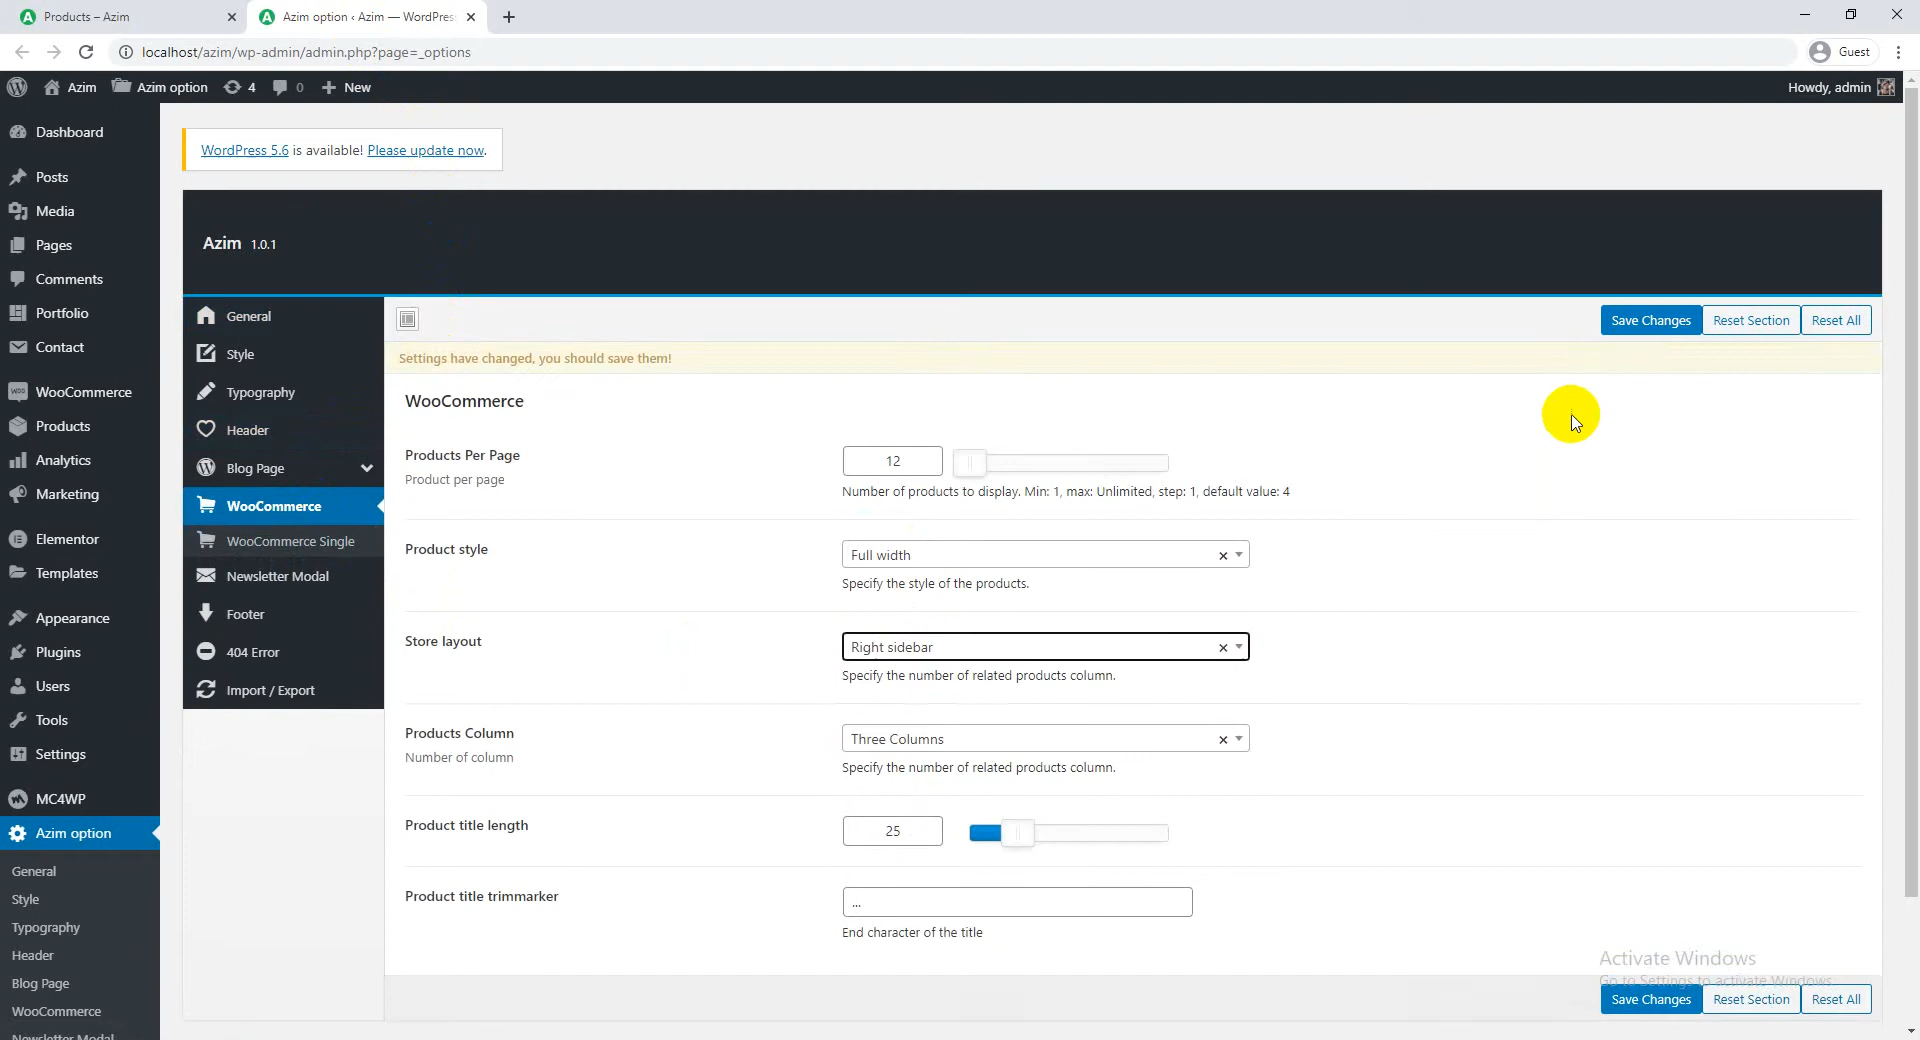 Products – Azim
Azim option ‹ Azim — WordPress
localhost/azim/wp-admin/admin.php?page=_options
Guest
Azim
Azim option
4
0
New
Howdy, admin
Dashboard
Posts
Media
Pages
Comments
Portfolio
Contact
WooCommerce
Products
Analytics
Marketing
Elementor
Templates
Appearance
Plugins
Users
Tools
Settings
MC4WP
Azim option
General
Style
Typography
Header
Blog Page
WooCommerce
Newsletter Modal
WordPress 5.6 is available! Please update now.
Azim 1.0.1
General
Style
Typography
Header
Blog Page
WooCommerce
WooCommerce Single
Newsletter Modal
Footer
404 Error
Import / Export
Save Changes
Reset Section
Reset All
Settings have changed, you should save them!
WooCommerce
Products Per Page
Product per page
12
Number of products to display. Min: 1, max: Unlimited, step: 1, default value: 4
Product style
Full width
Specify the style of the products.
Store layout
Right sidebar
Specify the number of related products column.
Products Column
Number of column
Three Columns
Specify the number of related products column.
Product title length
25
Product title trimmarker
...
End character of the title
Activate Windows
Go to Settings to activate Windows.
Save Changes
Reset Section
Reset All